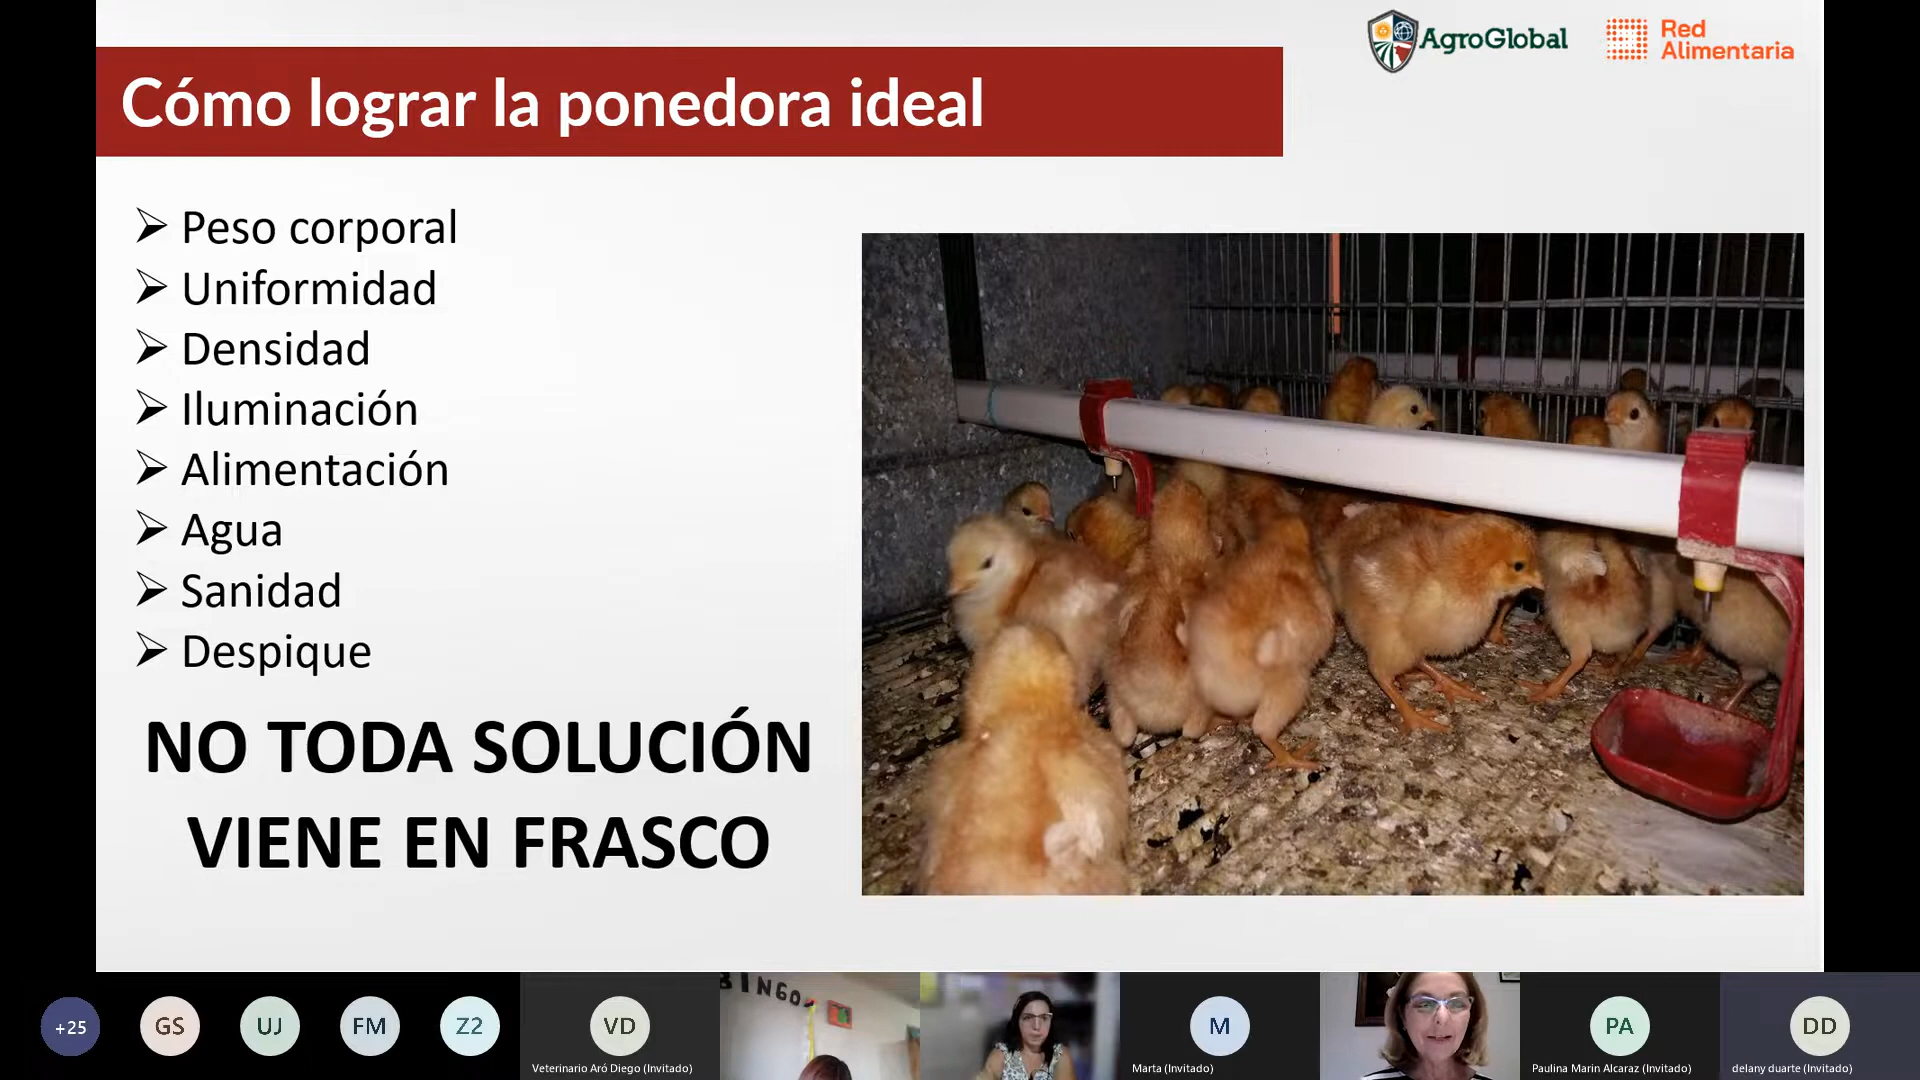 AgroGlobal
Red
Alimentaria
Cómo lograr la ponedora ideal
Peso corporal
Uniformidad
Densidad
Iluminación
Alimentación
Agua
Sanidad
Despique
NO TODA SOLUCIÓN
VIENE EN FRASCO
+25
GS
UJ
FM
Z2
VD
Veterinario Aró Diego (Invitado)
BINGO
M
Marta (Invitado)
PA
Paulina Marin Alcaraz (Invitado)
DD
delany duarte (Invitado)